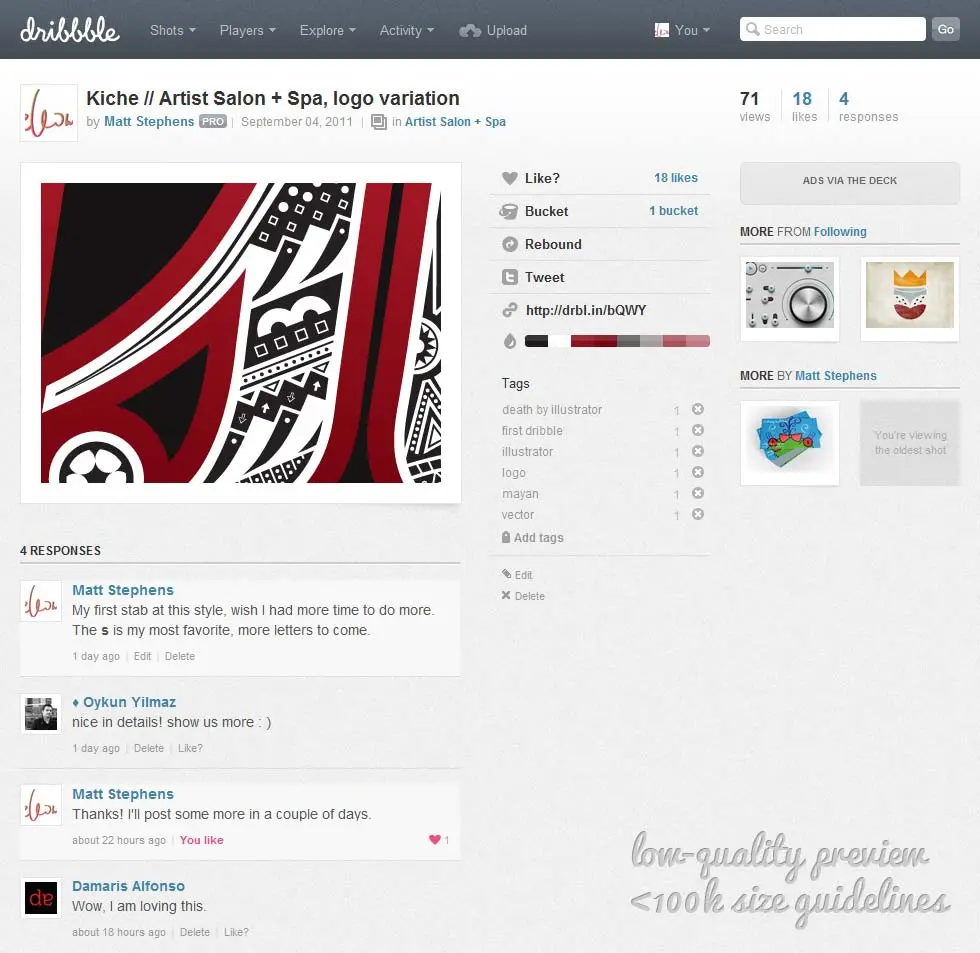 dribbble
Shots Players Explore Activity Upload You Search Go
Kiche // Artist Salon + Spa, logo variation
by Matt Stephens PRO | September 04, 2011 | in Artist Salon + Spa
71 18 4
views likes responses
Like? 18 likes
Bucket 1 bucket
Rebound
Tweet
http://drbl.in/bQWY
Tags
death by illustrator 1
first dribble 1
illustrator 1
logo 1
mayan 1
vector 1
Add tags
Edit
Delete
ADS VIA THE DECK
MORE FROM Following
MORE BY Matt Stephens
You're viewing
the oldest shot
4 RESPONSES
Matt Stephens
My first stab at this style, wish I had more time to do more.
The s is my most favorite, more letters to come.
1 day ago | Edit | Delete
♦ Oykun Yilmaz
nice in details! show us more : )
1 day ago | Delete | Like?
Matt Stephens
Thanks! I'll post some more in a couple of days.
about 22 hours ago | You like 1
Damaris Alfonso
Wow, I am loving this.
about 18 hours ago | Delete | Like?
low-quality preview
<100k size guidelines